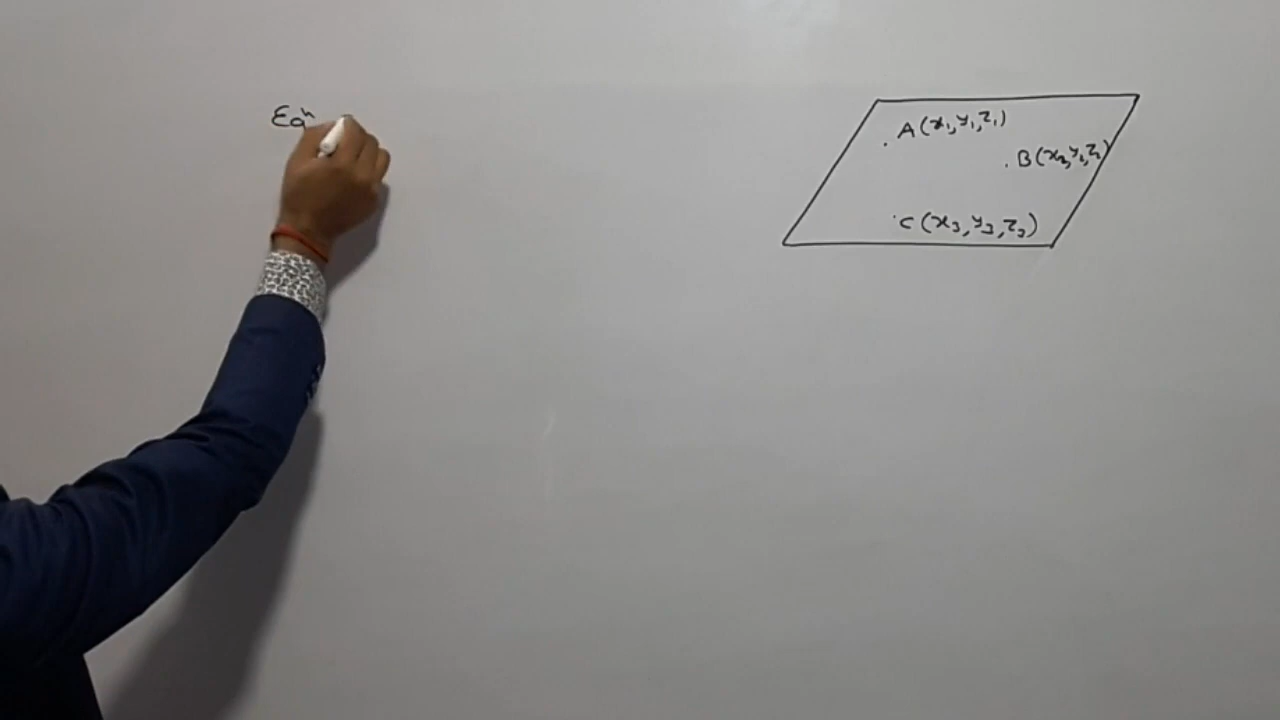 Eqⁿ
A(x₁,y₁,z₁)
B(x₂,y₂,z₂)
C(x₃,y₃,z₃)